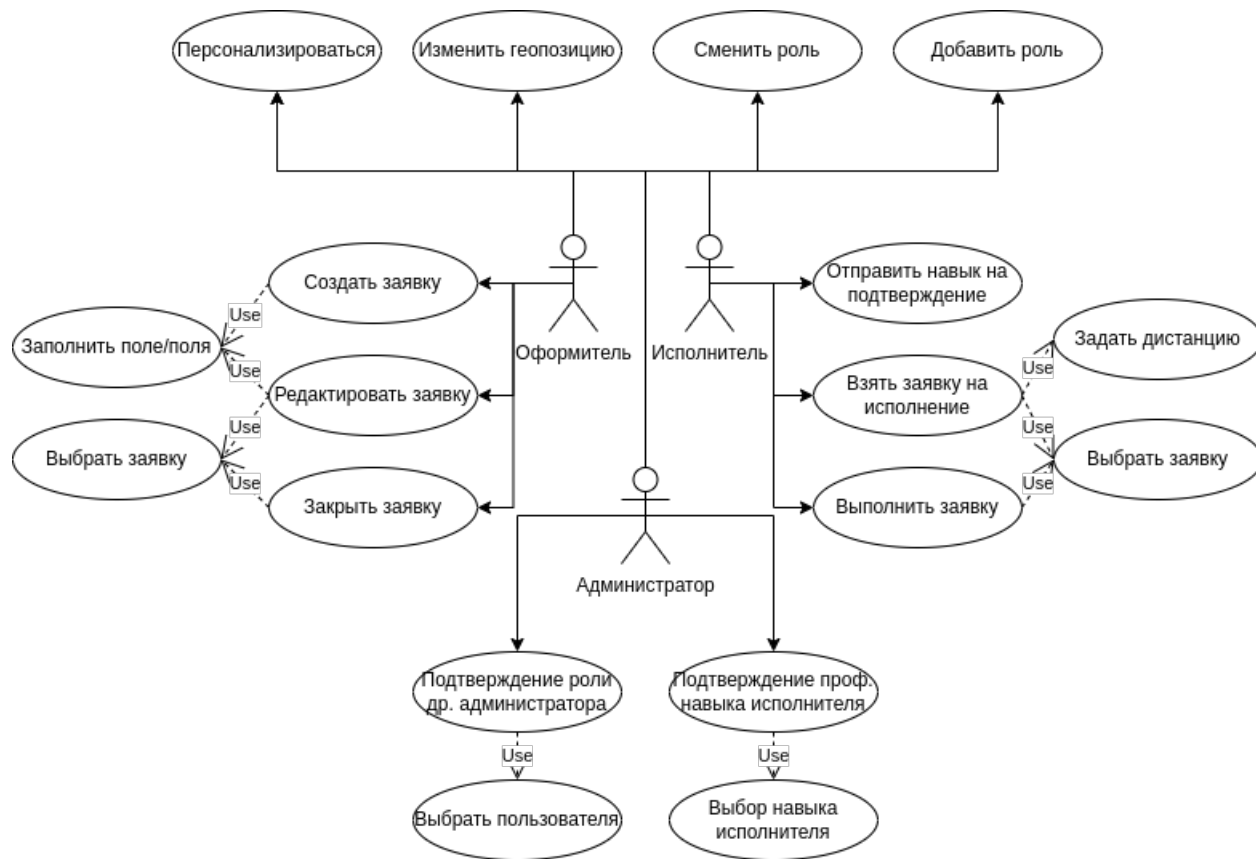 Персонализироваться
Изменить геопозицию
Сменить роль
Добавить роль
Создать заявку
Отправить навык на
подтверждение
Use
Заполнить поле/поля
Оформитель
Исполнитель
Задать дистанцию
Use
Use
Редактировать заявку
Взять заявку на
исполнение
Use
Use
Выбрать заявку
Выбрать заявку
Use
Use
Закрыть заявку
Выполнить заявку
Администратор
Подтверждение роли
др. администратора
Подтверждение проф.
навыка исполнителя
Use
Use
Выбрать пользователя
Выбор навыка
исполнителя